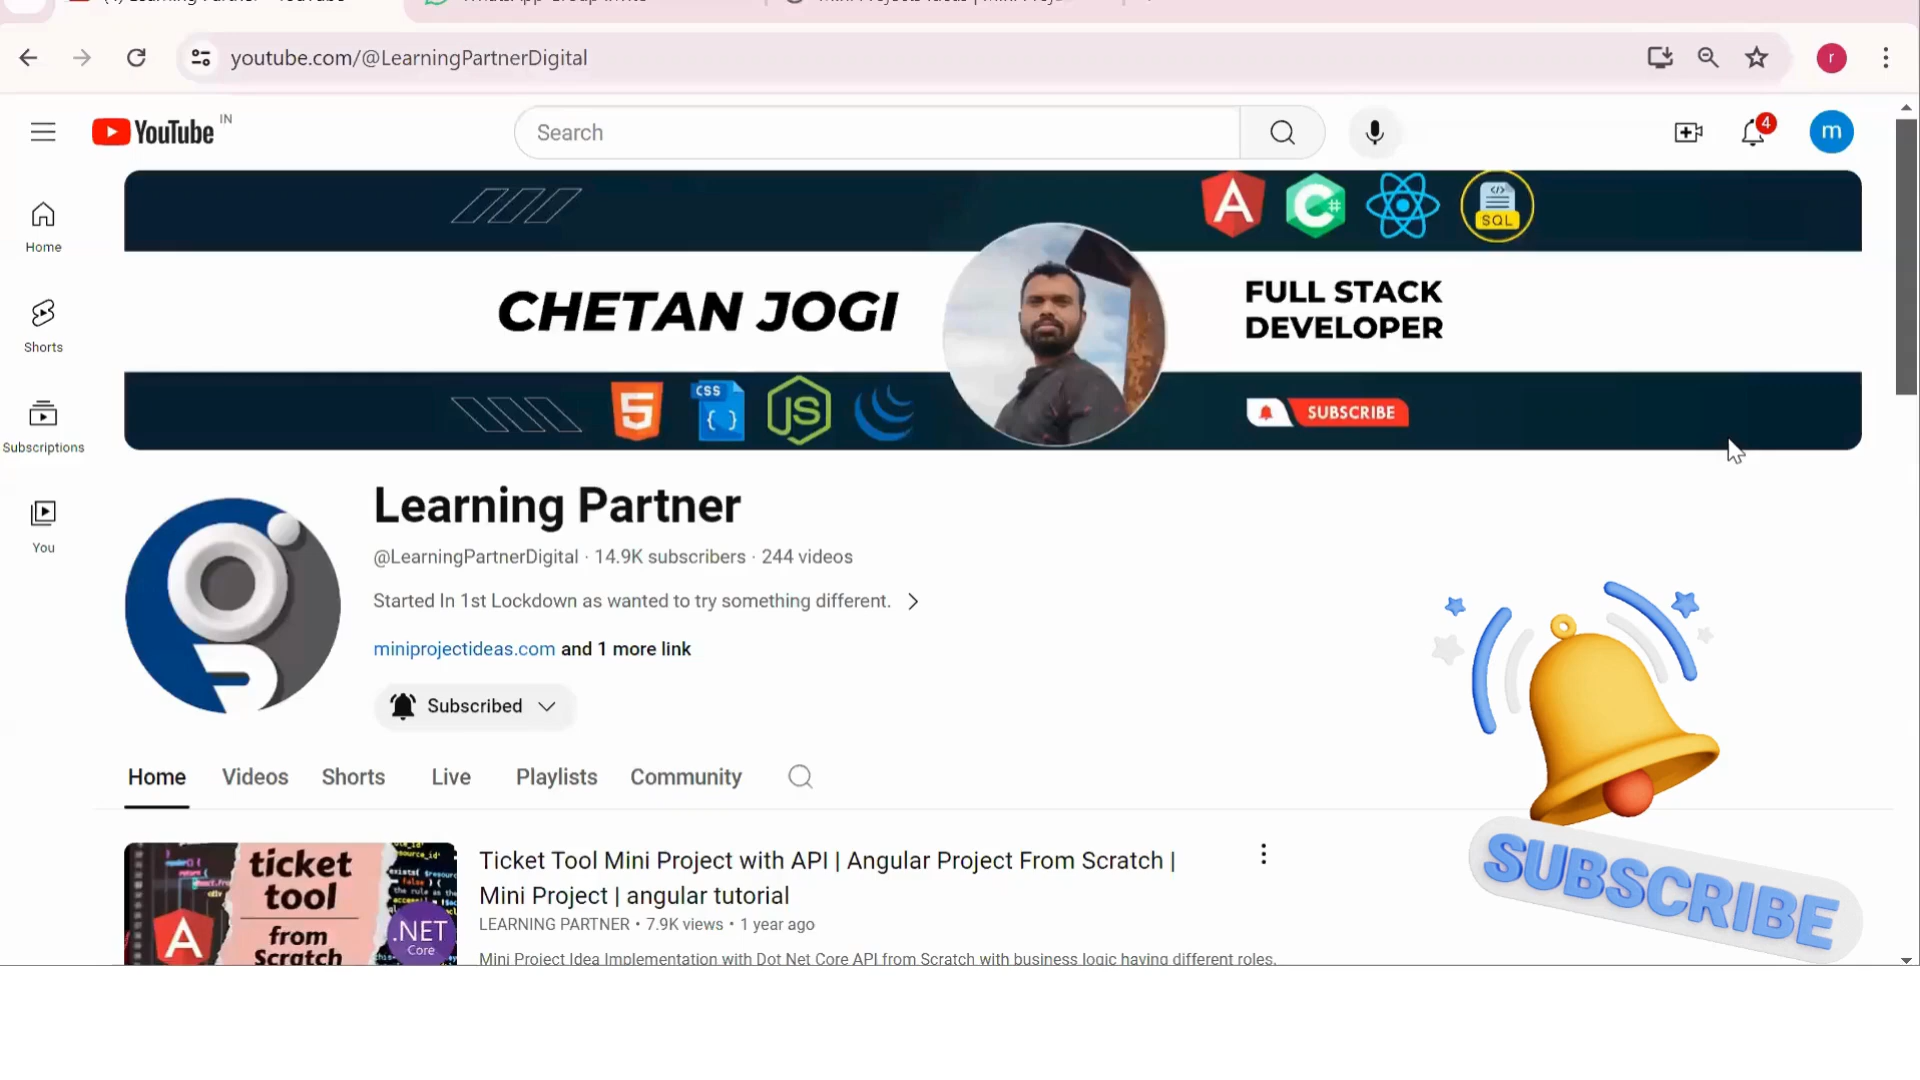 youtube.com/@LearningPartnerDigital
r
YouTube IN
Search
4
m
Home
Shorts
Subscriptions
You
SQL
CHETAN JOGI
FULL STACK
DEVELOPER
5
CSS
JS
SUBSCRIBE
Learning Partner
@LearningPartnerDigital · 14.9K subscribers · 244 videos
Started In 1st Lockdown as wanted to try something different.
miniprojectideas.com and 1 more link
Subscribed
Home Videos Shorts Live Playlists Community
ticket
tool
from
Scratch
.NET
Core
Ticket Tool Mini Project with API | Angular Project From Scratch |
Mini Project | angular tutorial
LEARNING PARTNER • 7.9K views • 1 year ago
Mini Project Idea Implementation with Dot Net Core API from Scratch with business logic having different roles.
SUBSCRIBE